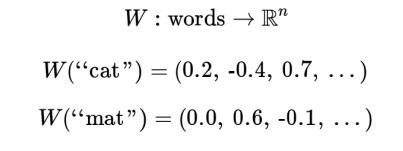 W : words → ℝⁿ
W(‘‘cat”) = (0.2, -0.4, 0.7, ...)
W(‘‘mat”) = (0.0, 0.6, -0.1, ...)